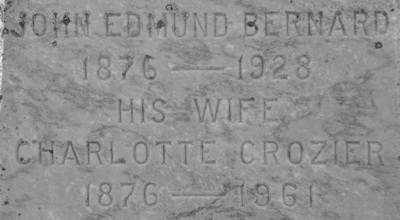 JOHN EDMUND BERNARD
1876 — 1928
HIS WIFE
CHARLOTTE CROZIER
1876 — 1961